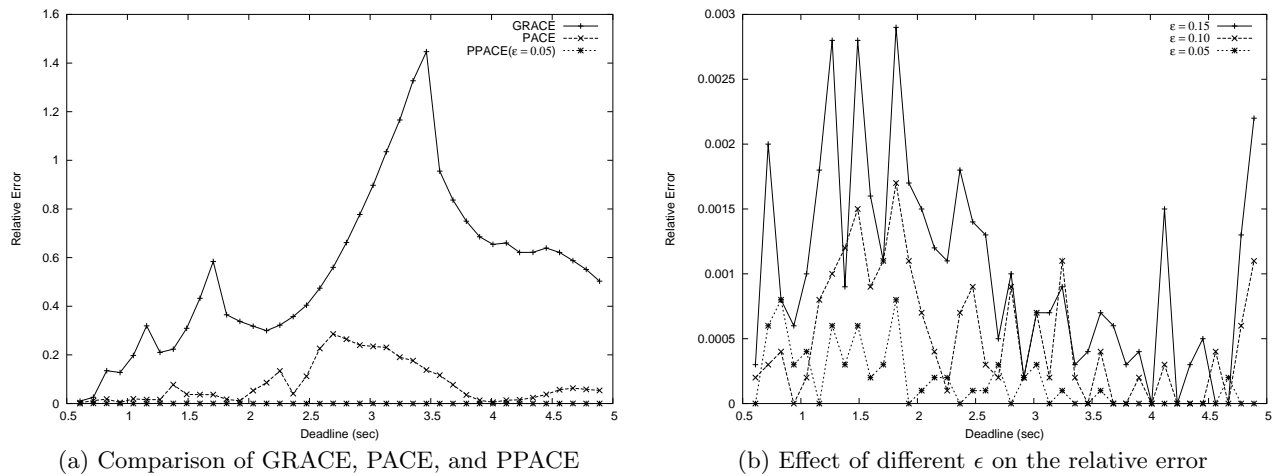 1.6
1.4
1.2
1
0.8
0.6
0.4
0.2
0
Relative Error
GRACE
PACE
PPACE(ε = 0.05)
0.5 1 1.5 2 2.5 3 3.5 4 4.5 5
Deadline (sec)
(a) Comparison of GRACE, PACE, and PPACE
0.003
0.0025
0.002
0.0015
0.001
0.0005
0
Relative Error
ε = 0.15
ε = 0.10
ε = 0.05
0.5 1 1.5 2 2.5 3 3.5 4 4.5 5
Deadline (sec)
(b) Effect of different ϵ on the relative error